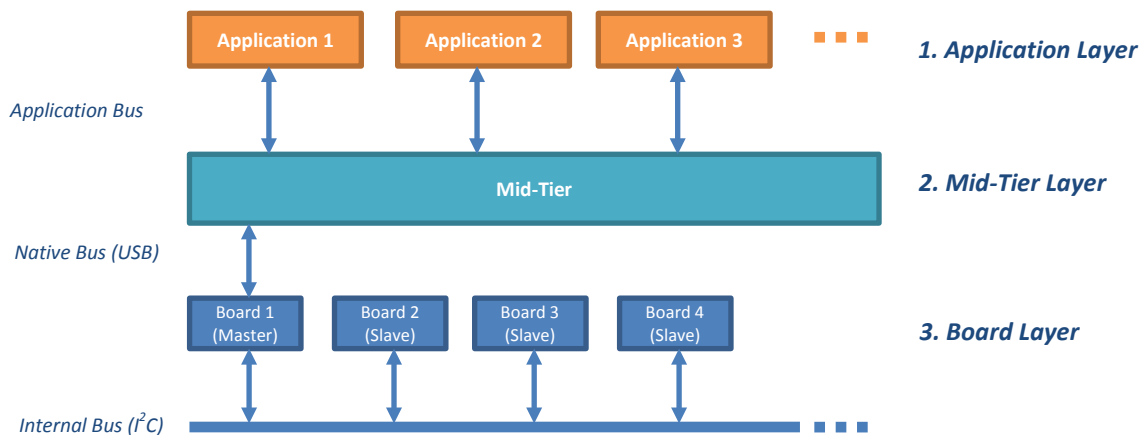 Application 1
Application 2
Application 3
1. Application Layer
Application Bus
Mid-Tier
2. Mid-Tier Layer
Native Bus (USB)
Board 1
(Master)
Board 2
(Slave)
Board 3
(Slave)
Board 4
(Slave)
3. Board Layer
Internal Bus (I²C)